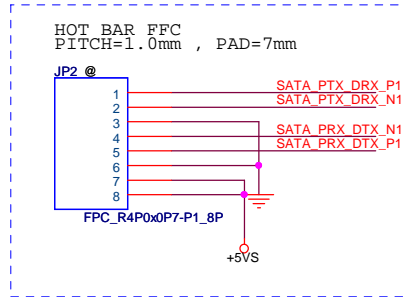 HOT BAR FFC
PITCH=1.0mm , PAD=7mm
JP2 @
1 SATA_PTX_DRX_P1
2 SATA_PTX_DRX_N1
3
4 SATA_PRX_DTX_N1
5 SATA_PRX_DTX_P1
6
7
8
FPC_R4P0x0P7-P1_8P
+5VS